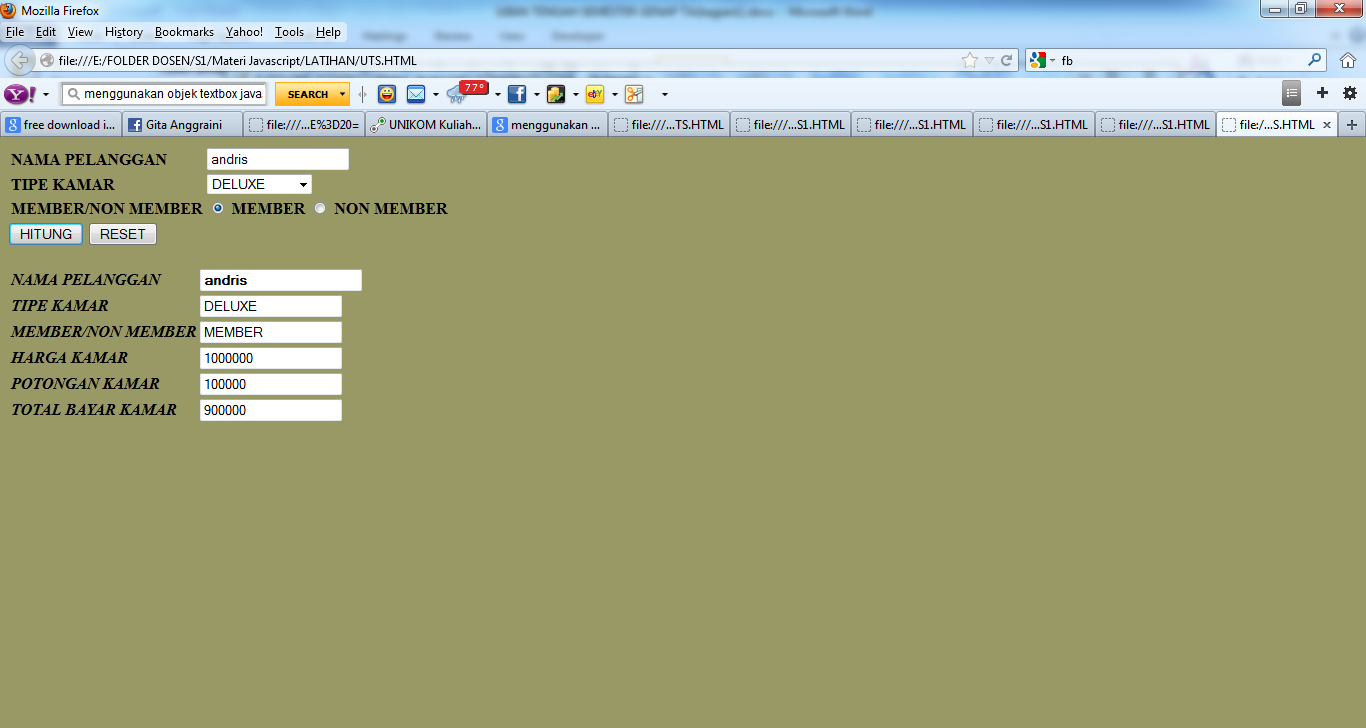 Mozilla Firefox
File Edit View History Bookmarks Yahoo! Tools Help
file:///E:/FOLDER DOSEN/S1/Materi Javascript/LATIHAN/UTS.HTML
fb
Y!
menggunakan objek textbox java
SEARCH
77°
free download i...
Gita Anggraini
file:///...E%3D20=
UNIKOM Kuliah...
menggunakan ...
file:///...TS.HTML
file:///...S1.HTML
file:///...S1.HTML
file:///...S1.HTML
file:///...S1.HTML
file:/...S.HTML
NAMA PELANGGAN andris
TIPE KAMAR DELUXE
MEMBER/NON MEMBER MEMBER NON MEMBER
HITUNG RESET
NAMA PELANGGAN andris
TIPE KAMAR DELUXE
MEMBER/NON MEMBER MEMBER
HARGA KAMAR 1000000
POTONGAN KAMAR 100000
TOTAL BAYAR KAMAR 900000